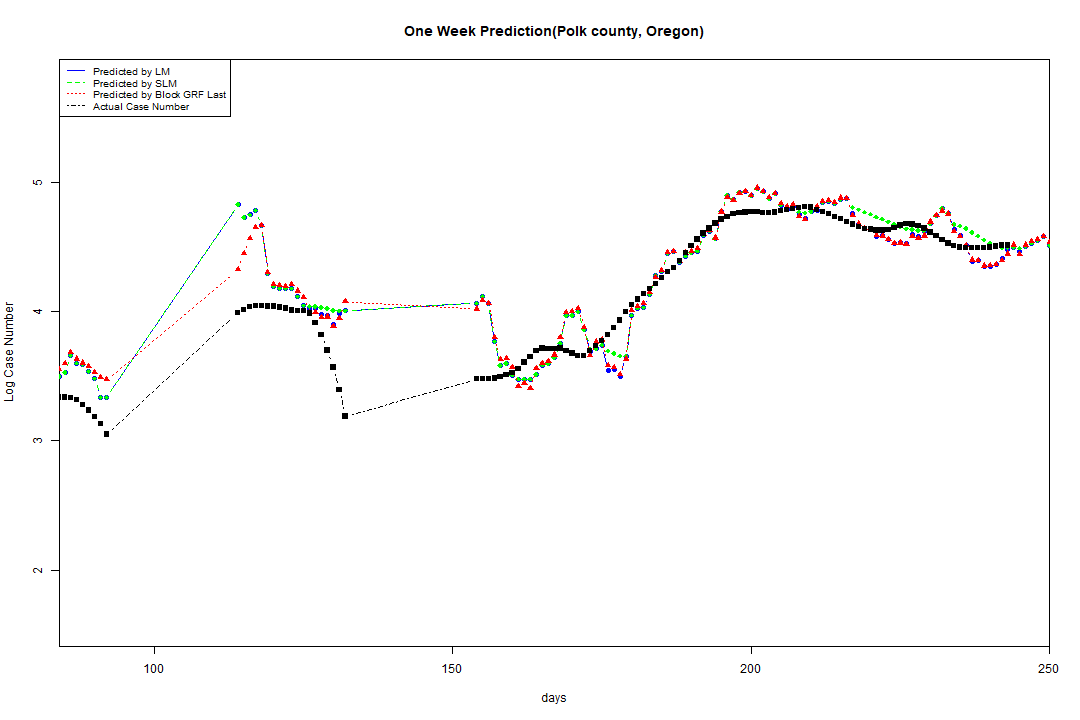 One Week Prediction(Polk county, Oregon)
Predicted by LM
Predicted by SLM
Predicted by Block GRF Last
Actual Case Number
5
4
3
2
Log Case Number
100 150 200 250
days